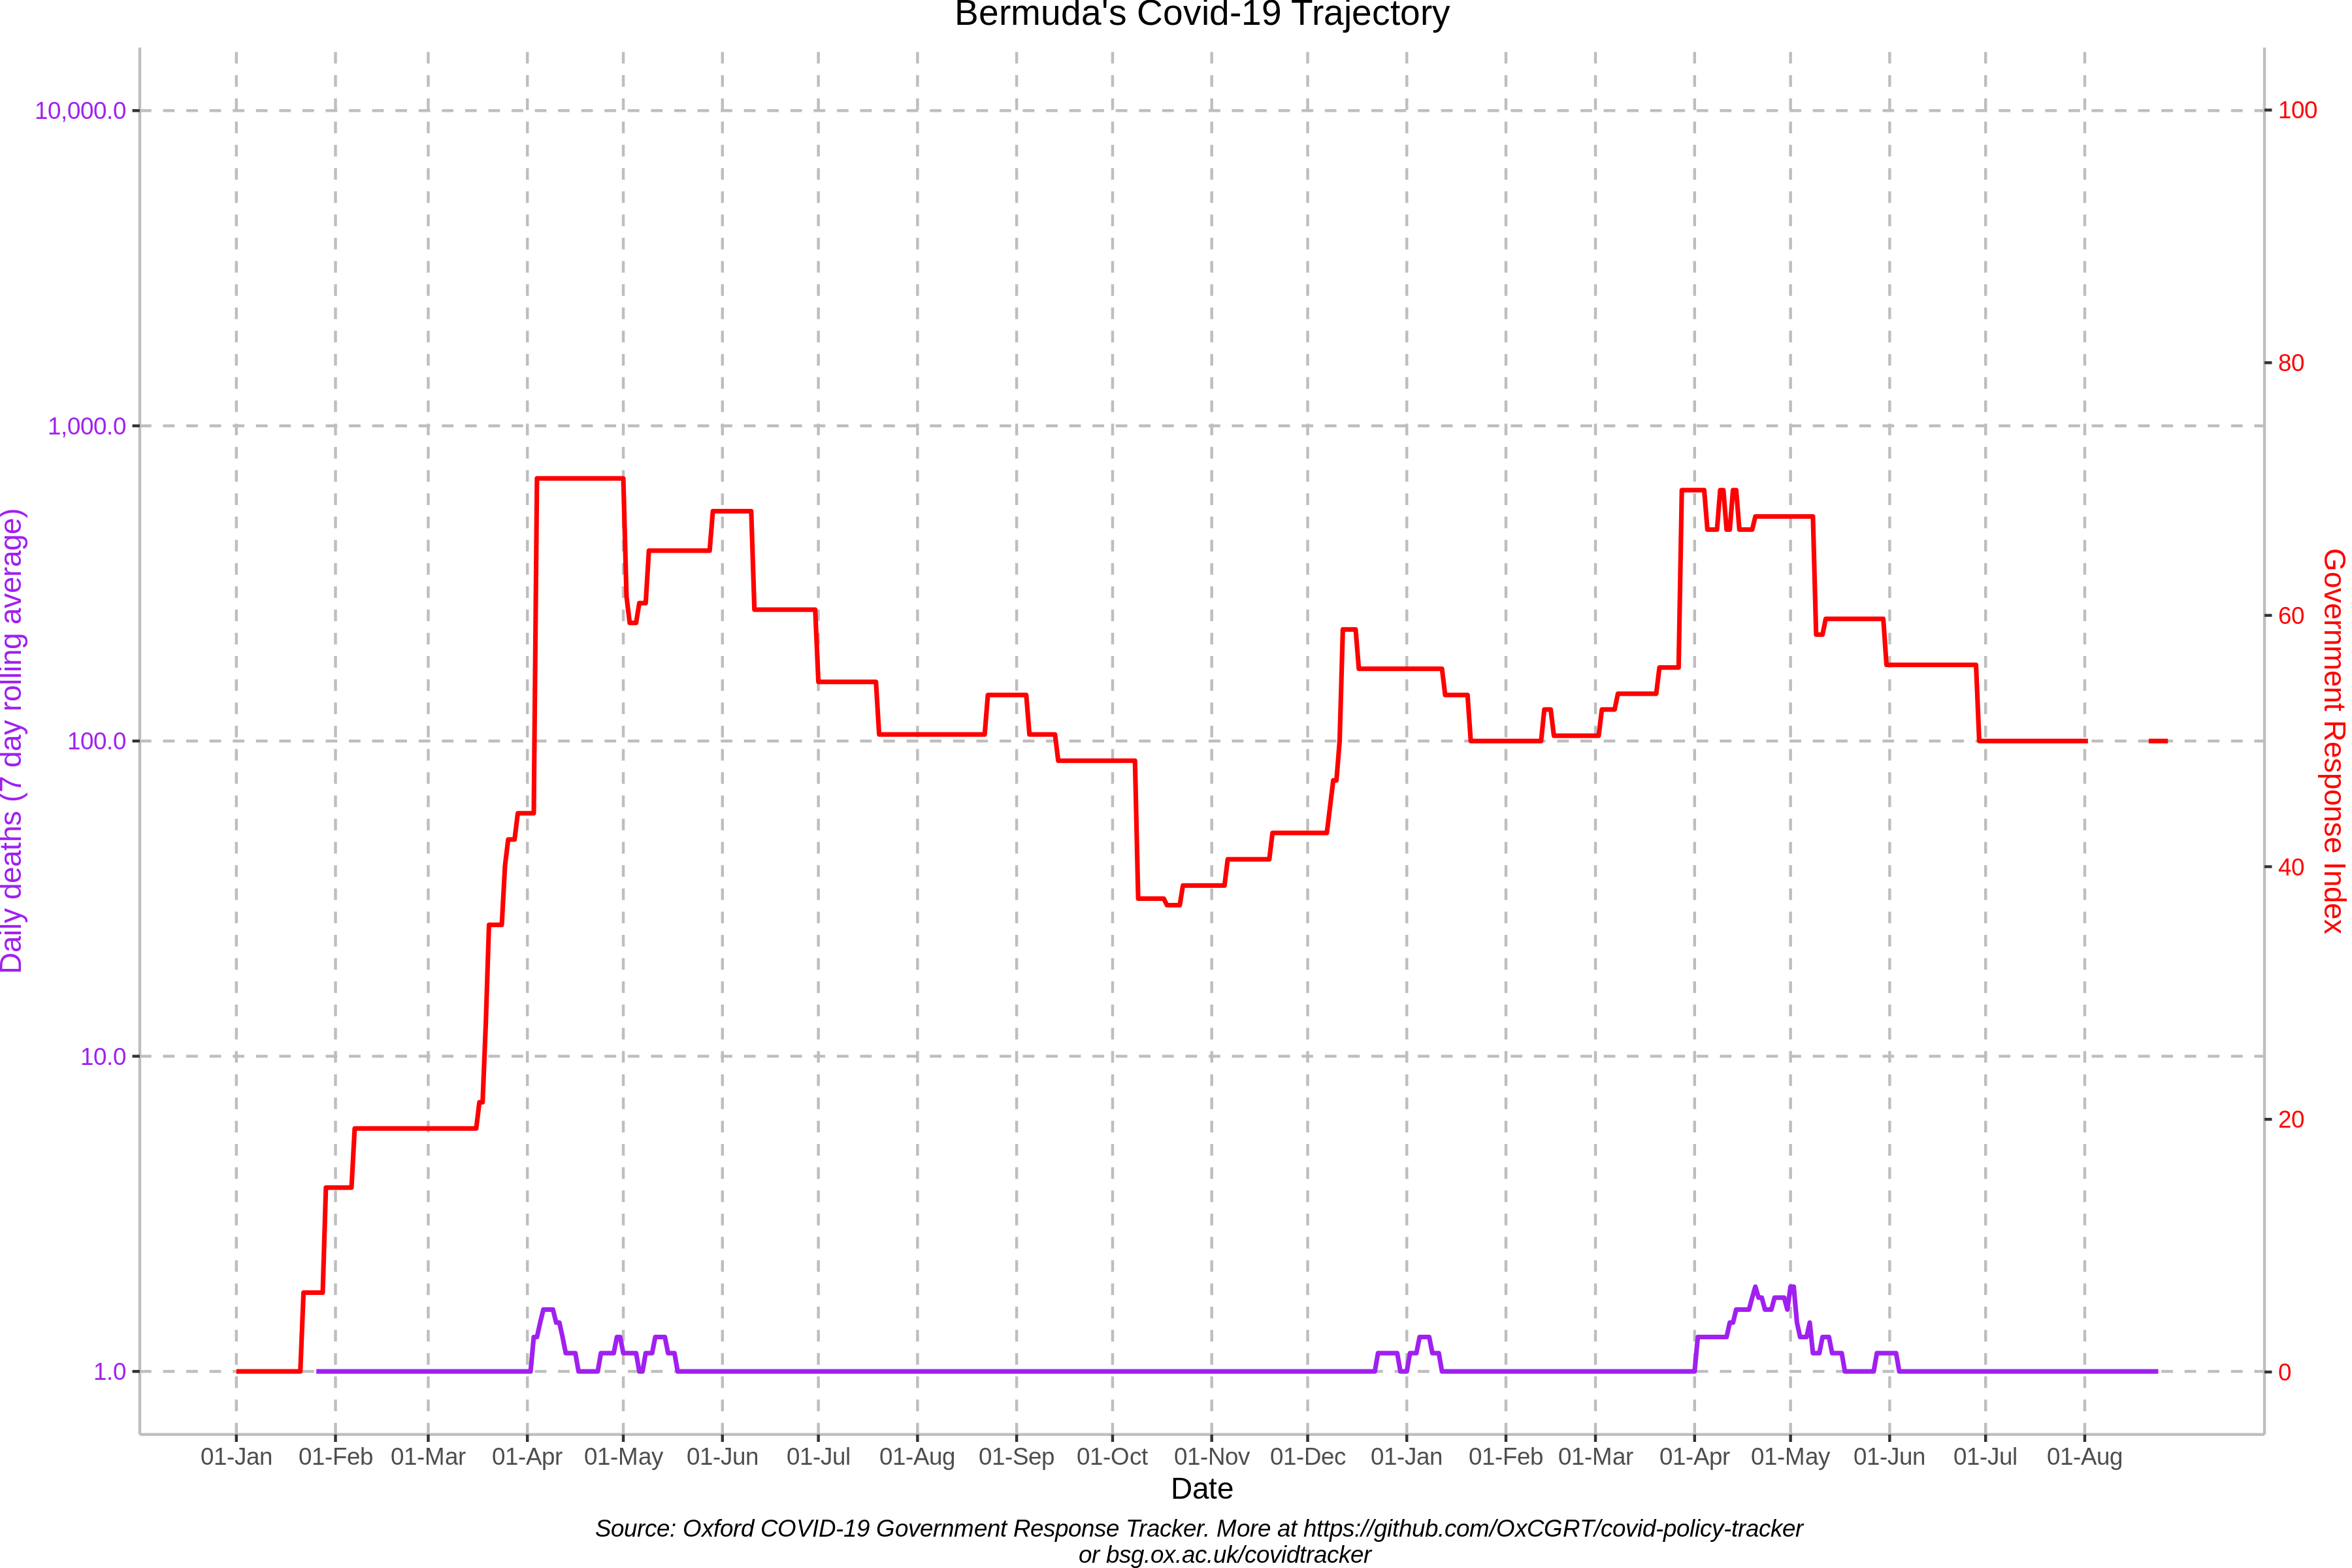 Bermuda's Covid-19 Trajectory
10,000.0
1,000.0
100.0
10.0
1.0
Daily deaths (7 day rolling average)
100
80
60
40
20
0
Government Response Index
01-Jan 01-Feb 01-Mar 01-Apr 01-May 01-Jun 01-Jul 01-Aug 01-Sep 01-Oct 01-Nov 01-Dec 01-Jan 01-Feb 01-Mar 01-Apr 01-May 01-Jun 01-Jul 01-Aug
Date
Source: Oxford COVID-19 Government Response Tracker. More at https://github.com/OxCGRT/covid-policy-tracker
or bsg.ox.ac.uk/covidtracker